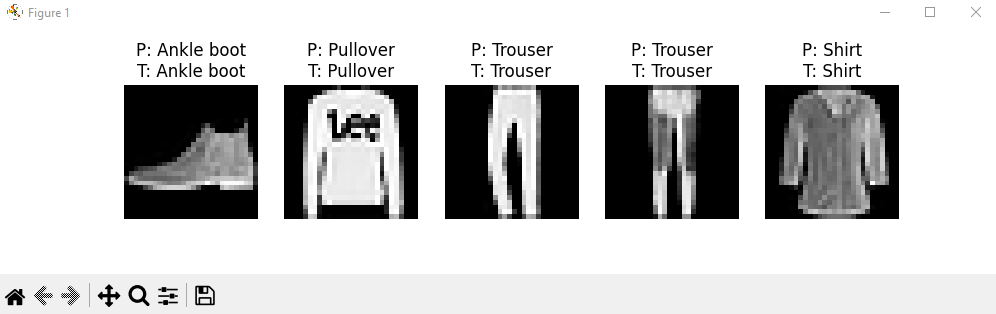 Figure 1
P: Ankle boot
T: Ankle boot
P: Pullover
T: Pullover
P: Trouser
T: Trouser
P: Trouser
T: Trouser
P: Shirt
T: Shirt
Lee